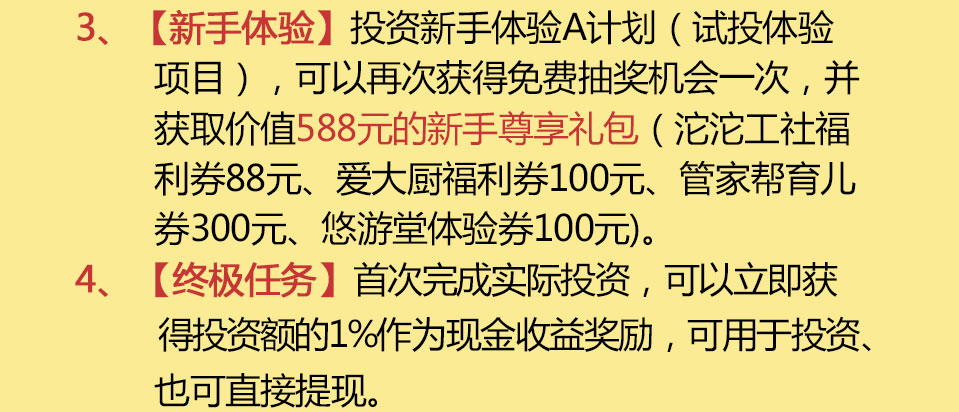 3、【新手体验】投资新手体验A计划（试投体验
项目），可以再次获得免费抽奖机会一次，并
获取价值588元的新手尊享礼包（沱沱工社福
利券88元、爱大厨福利券100元、管家帮育儿
券300元、悠游堂体验券100元)。
4、【终极任务】首次完成实际投资，可以立即获
得投资额的1%作为现金收益奖励，可用于投资、
也可直接提现。